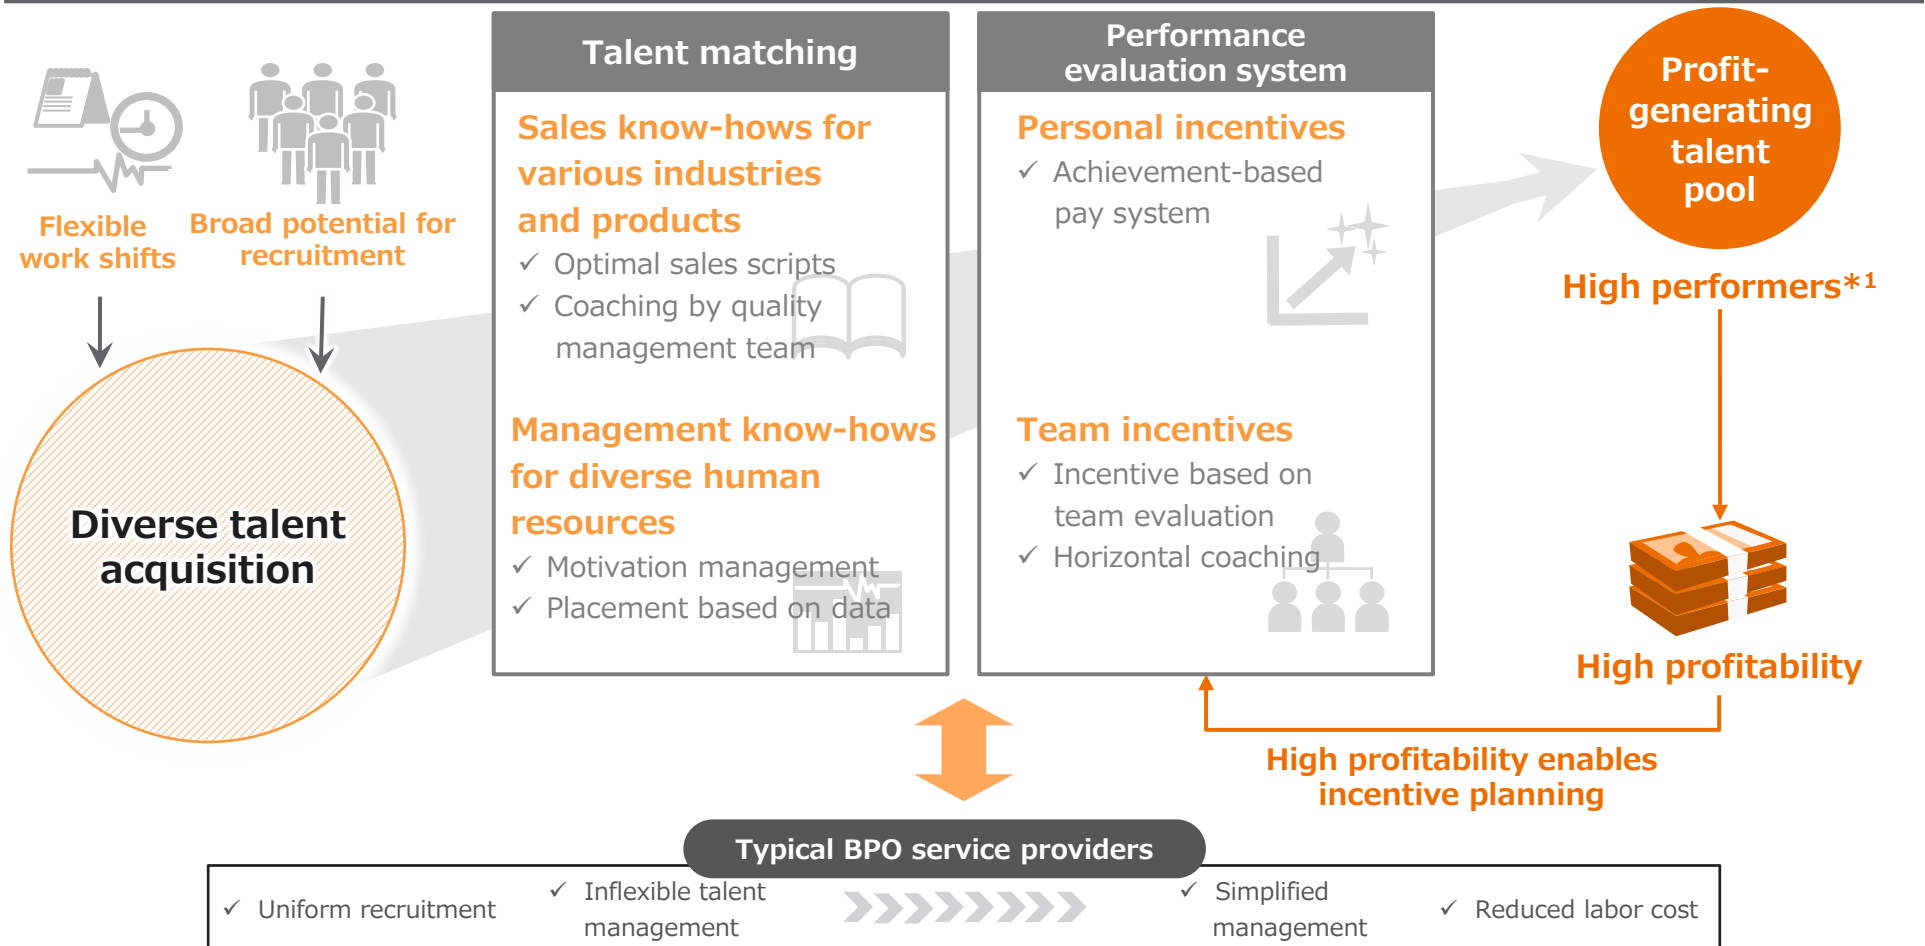 Flexible
work shifts
Broad potential for
recruitment
Diverse talent
acquisition
Talent matching
Sales know-hows for
various industries
and products
✓ Optimal sales scripts
✓ Coaching by quality
management team
Management know-hows
for diverse human
resources
✓ Motivation management
✓ Placement based on data
Performance
evaluation system
Personal incentives
✓ Achievement-based
pay system
Team incentives
✓ Incentive based on
team evaluation
✓ Horizontal coaching
Profit-
generating
talent
pool
High performers*1
High profitability
High profitability enables
incentive planning
Typical BPO service providers
✓ Uniform recruitment
✓ Inflexible talent
management
✓ Simplified
management
✓ Reduced labor cost